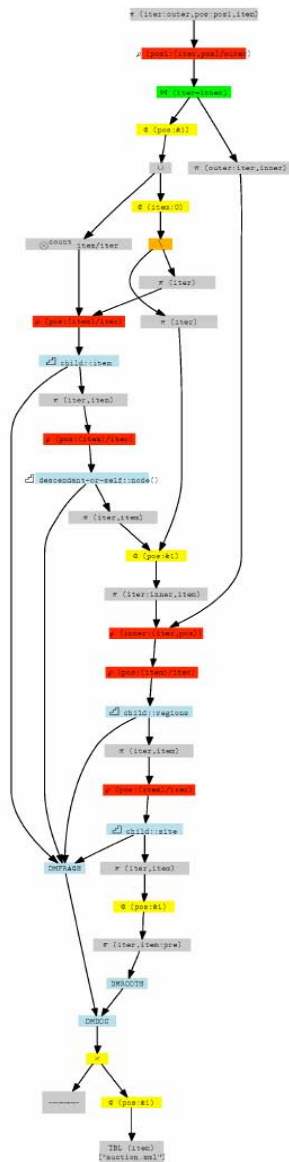 π (iter:outer,pos:pos1,item)
ρ (pos1:(iter,pos)/outer)
⋈ (iter=inner)
@ (pos:#1)
∪
π (outer:iter,inner)
@ (item:0)
count item/iter
\
π (iter)
ρ (pos:(item)/iter)
π (iter)
child::item
π (iter,item)
ρ (pos:(item)/iter)
descendant-or-self::node()
π (iter,item)
@ (pos:#1)
π (iter:inner,item)
ρ (inner:(iter,pos))
ρ (pos:(item)/iter)
child::regions
π (iter,item)
ρ (pos:(item)/iter)
child::site
DMFRAGS
π (iter,item)
@ (pos:#1)
π (iter,item:pre)
DMROOTS
DMDOC
×
@ (pos:#1)
TBL (item)
["auction.xml"]